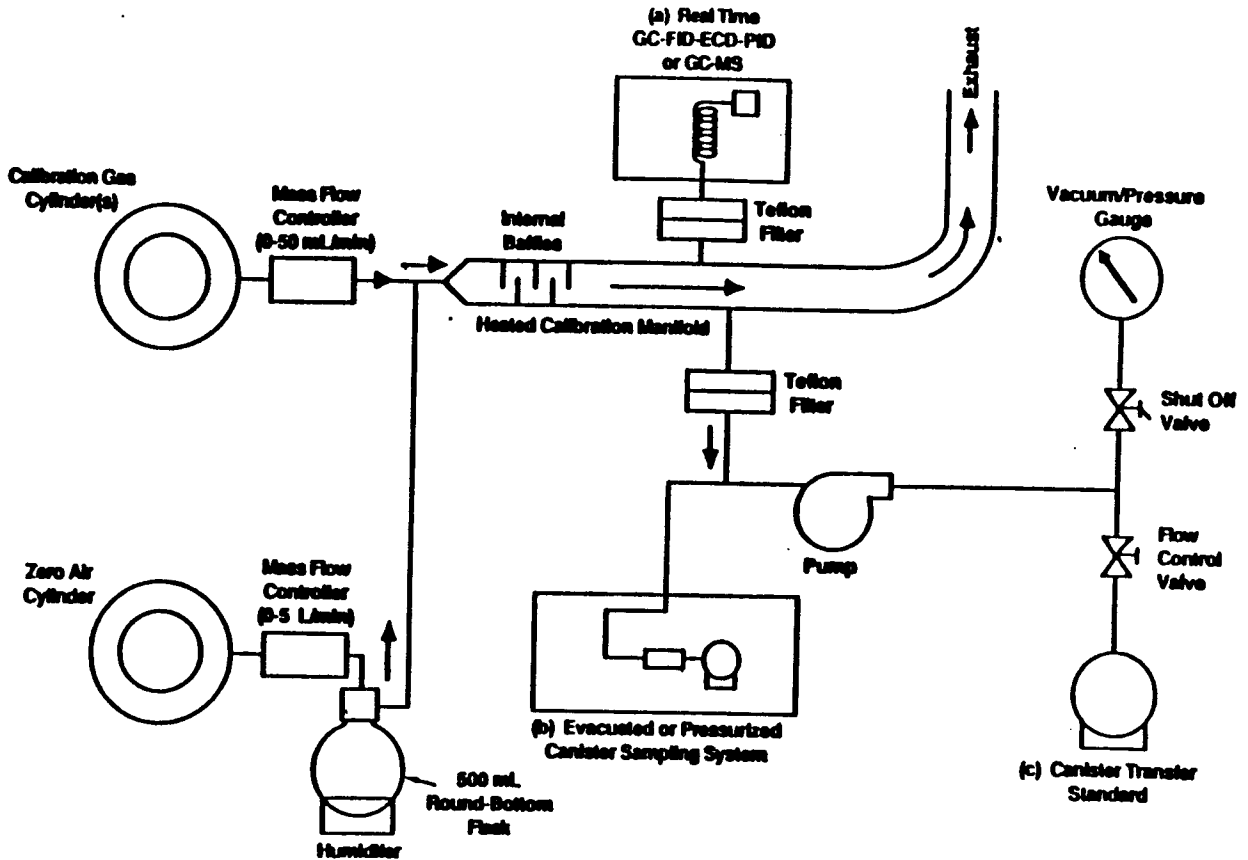 (a) Real Time
GC-FID-ECD-PID
or GC-MS
Exhaust
Calibration Gas
Cylinder(s)
Mass Flow
Controller
(0-50 mL/min)
Internal
Baffles
Teflon
Filter
Vacuum/Pressure
Gauge
Heated Calibration Manifold
Teflon
Filter
Shut Off
Valve
Zero Air
Cylinder
Mass Flow
Controller
(0-5 L/min)
Pump
Flow
Control
Valve
(b) Evacuated or Pressurized
Canister Sampling System
500 mL
Round-Bottom
Flask
Humidifier
(c) Canister Transfer
Standard